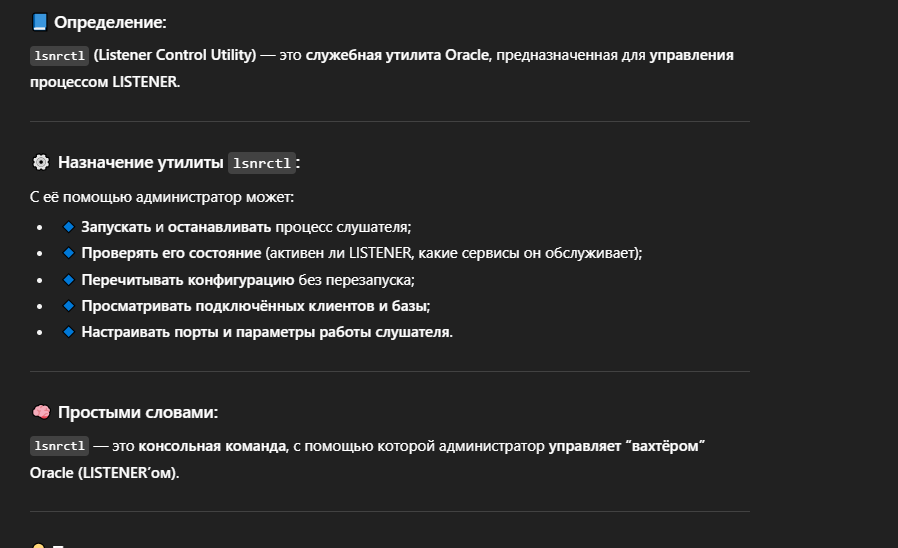 Определение:
lsnrctl (Listener Control Utility) — это служебная утилита Oracle, предназначенная для управления
процессом LISTENER.
Назначение утилиты lsnrctl:
С её помощью администратор может:
Запускать и останавливать процесс слушателя;
Проверять его состояние (активен ли LISTENER, какие сервисы он обслуживает);
Перечитывать конфигурацию без перезапуска;
Просматривать подключённых клиентов и базы;
Настраивать порты и параметры работы слушателя.
Простыми словами:
lsnrctl — это консольная команда, с помощью которой администратор управляет “вахтёром”
Oracle (LISTENER’ом).